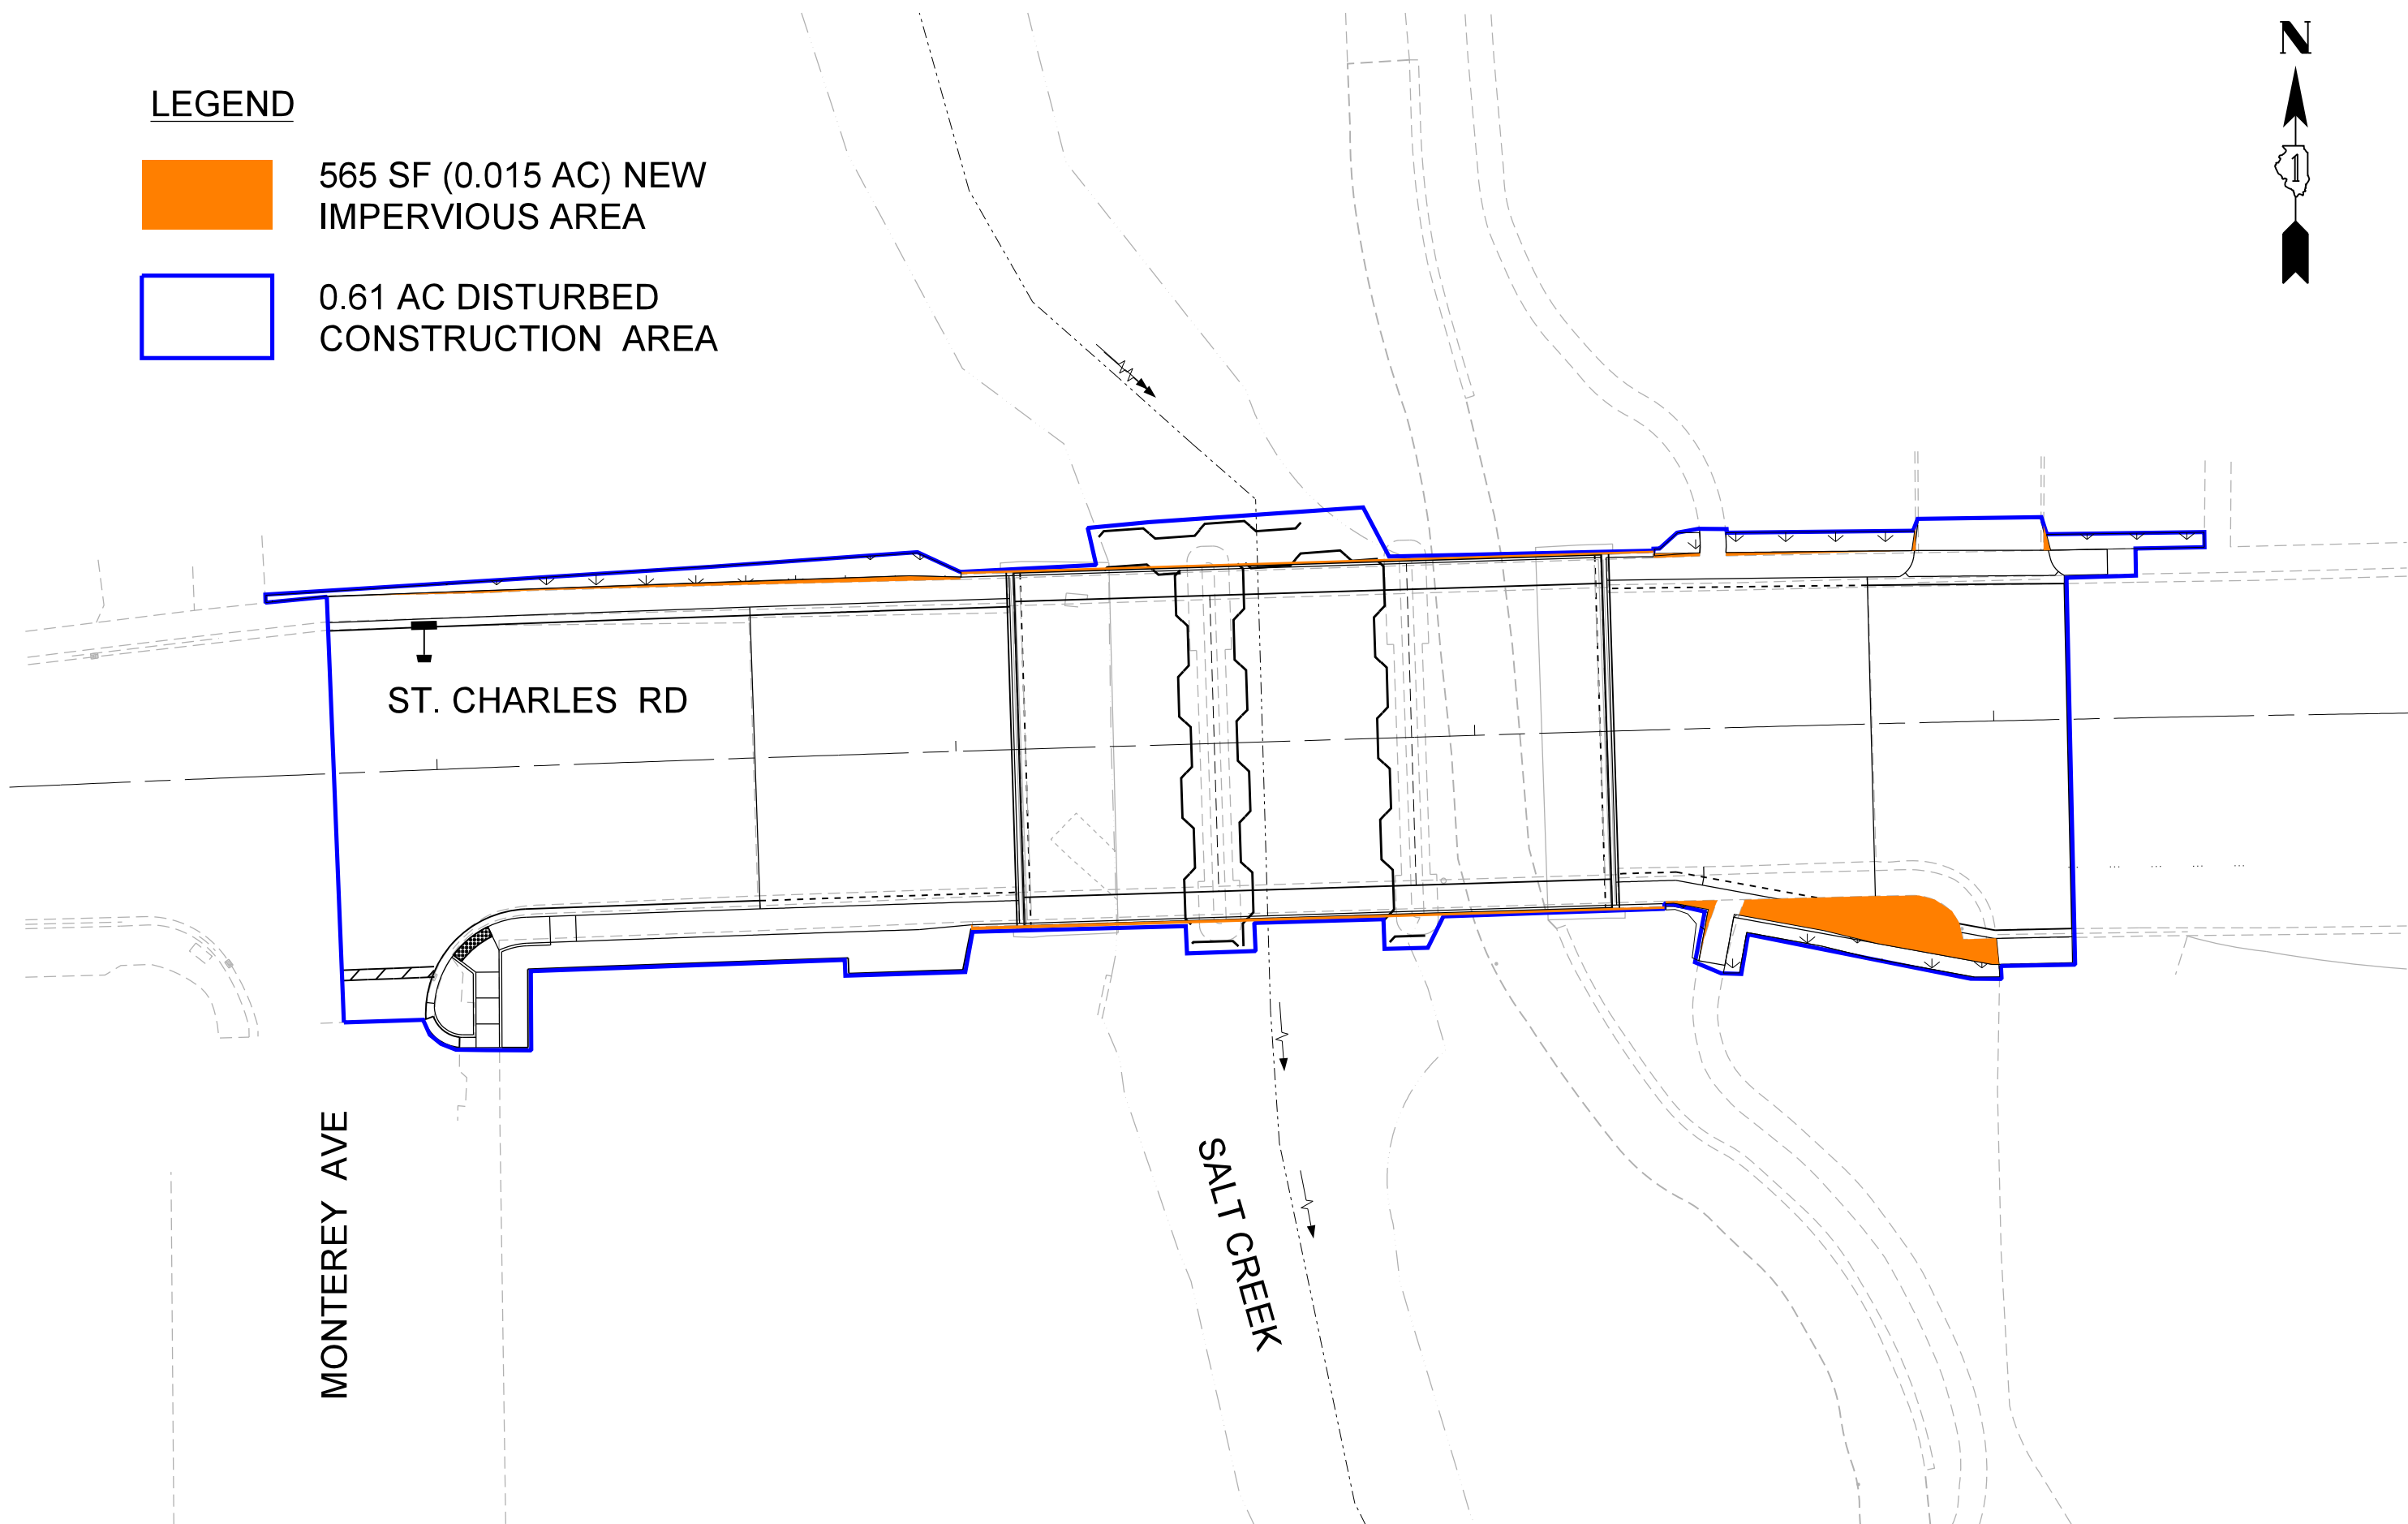 LEGEND
565 SF (0.015 AC) NEW
IMPERVIOUS AREA
0.61 AC DISTURBED
CONSTRUCTION AREA
N
1
ST. CHARLES RD
MONTEREY AVE
SALT CREEK